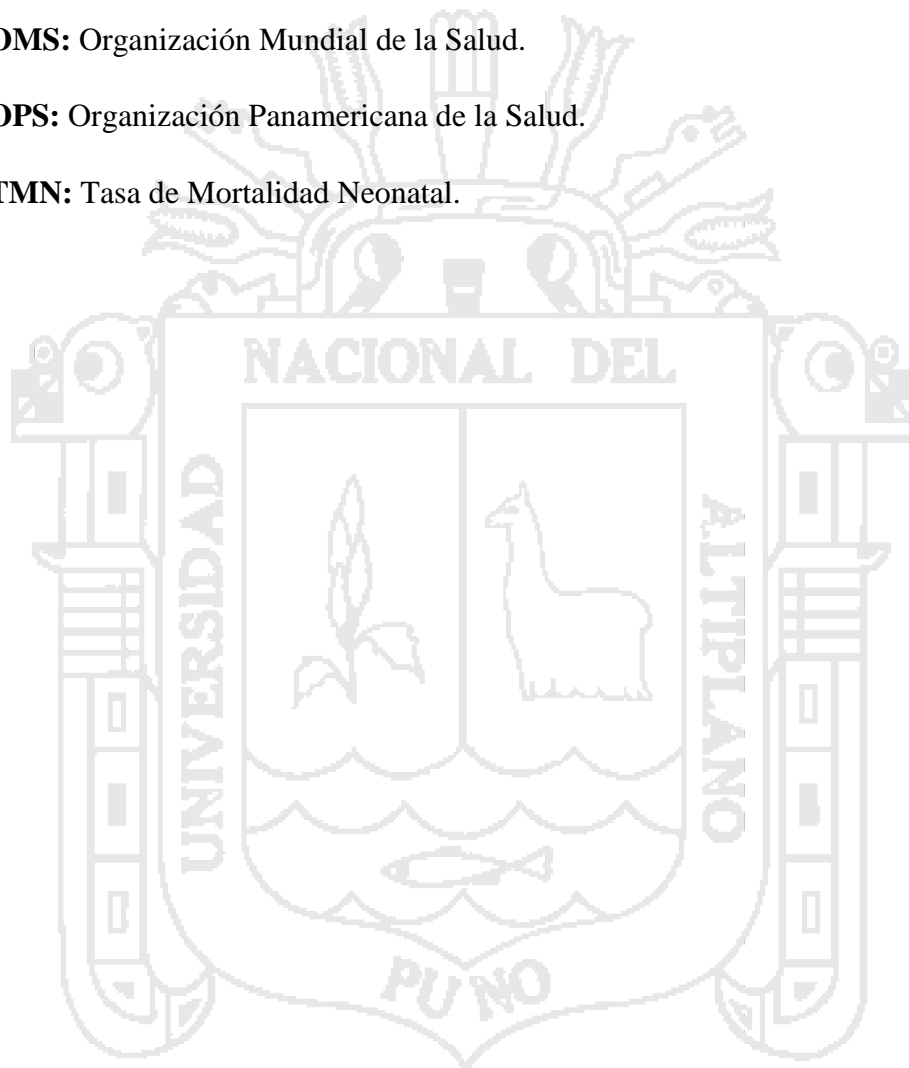 OMS: Organización Mundial de la Salud.
OPS: Organización Panamericana de la Salud.
TMN: Tasa de Mortalidad Neonatal.
NACIONAL DEL
UNIVERSIDAD
ALTIPLANO
PUNO